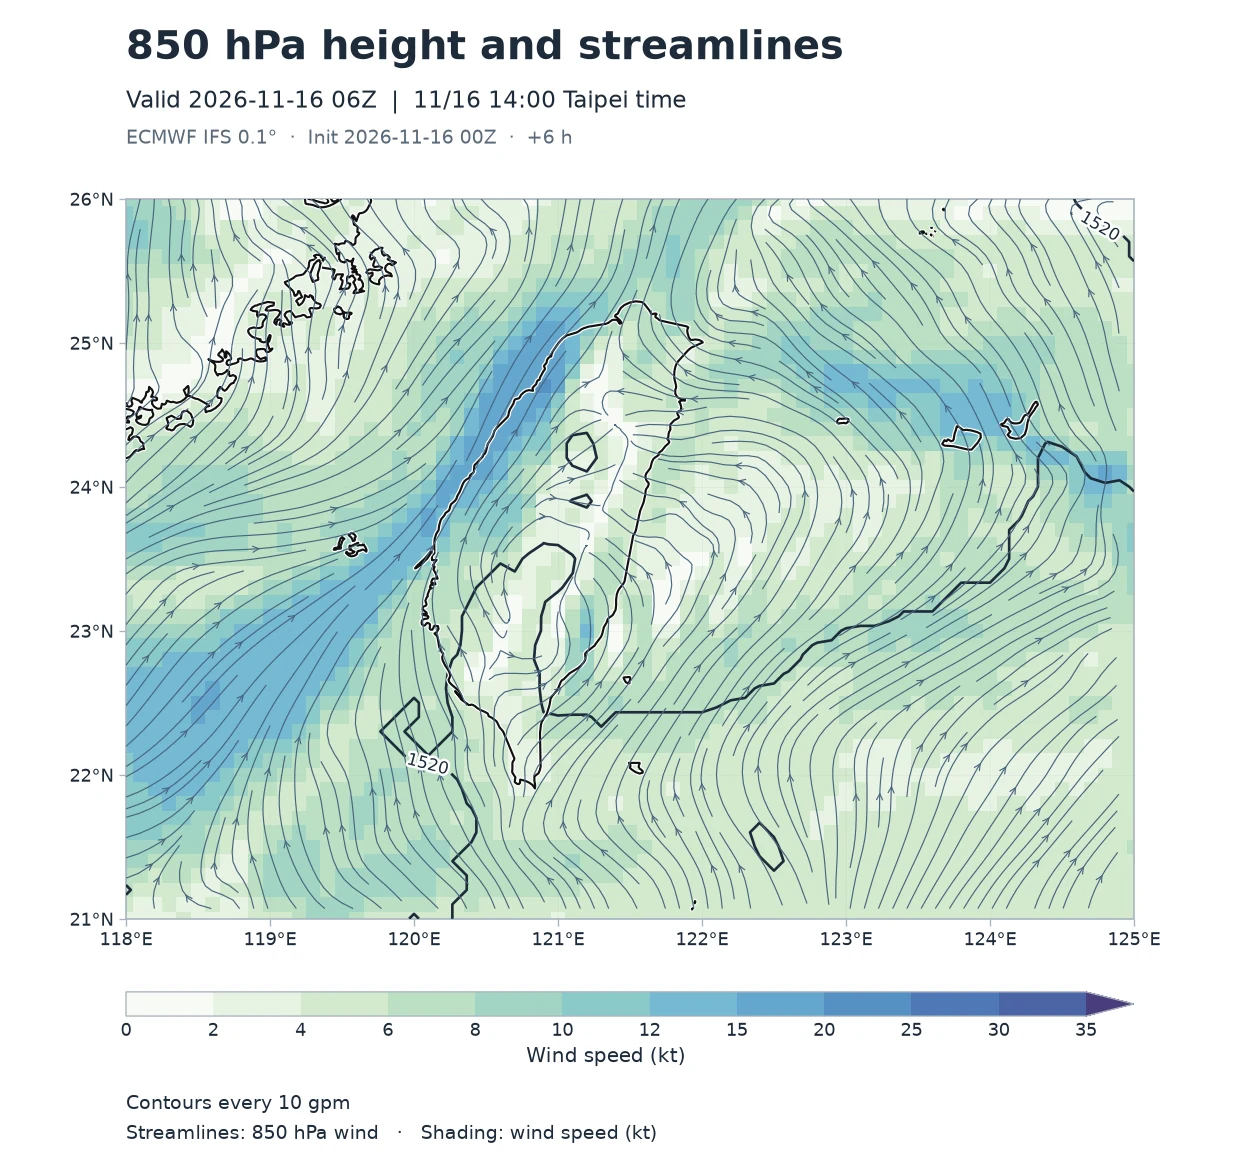 850 hPa height and streamlines
Valid 2026-11-16 06Z | 11/16 14:00 Taipei time
ECMWF IFS 0.1° · Init 2026-11-16 00Z · +6 h
26°N
1520
25°N
24°N
23°N
1520
22°N
21°N
118°E 119°E 120°E 121°E 122°E 123°E 124°E 125°E
0 2 4 6 8 10 12 15 20 25 30 35
Wind speed (kt)
Contours every 10 gpm
Streamlines: 850 hPa wind · Shading: wind speed (kt)